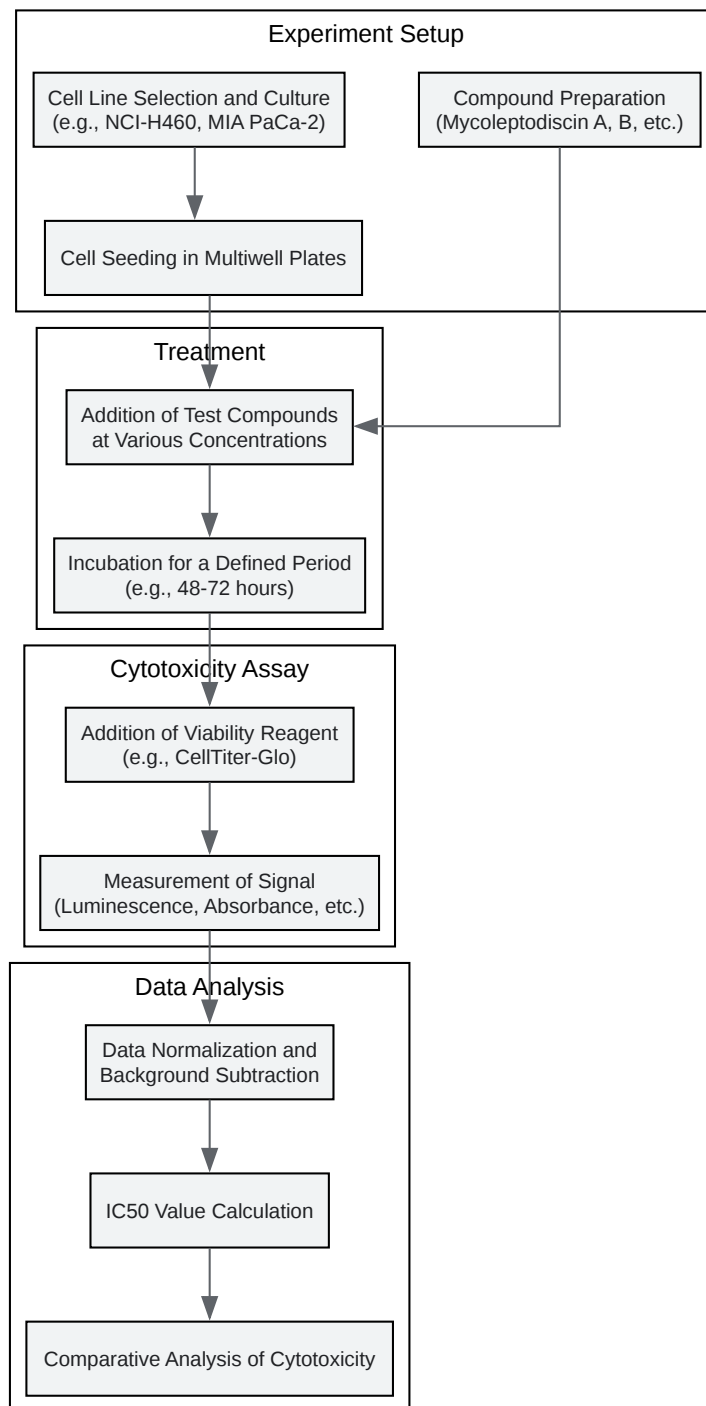 Experiment Setup
Cell Line Selection and Culture
(e.g., NCI-H460, MIA PaCa-2)
Compound Preparation
(Mycoleptodiscin A, B, etc.)
Cell Seeding in Multiwell Plates
Treatment
Addition of Test Compounds
at Various Concentrations
Incubation for a Defined Period
(e.g., 48-72 hours)
Cytotoxicity Assay
Addition of Viability Reagent
(e.g., CellTiter-Glo)
Measurement of Signal
(Luminescence, Absorbance, etc.)
Data Analysis
Data Normalization and
Background Subtraction
IC50 Value Calculation
Comparative Analysis of Cytotoxicity